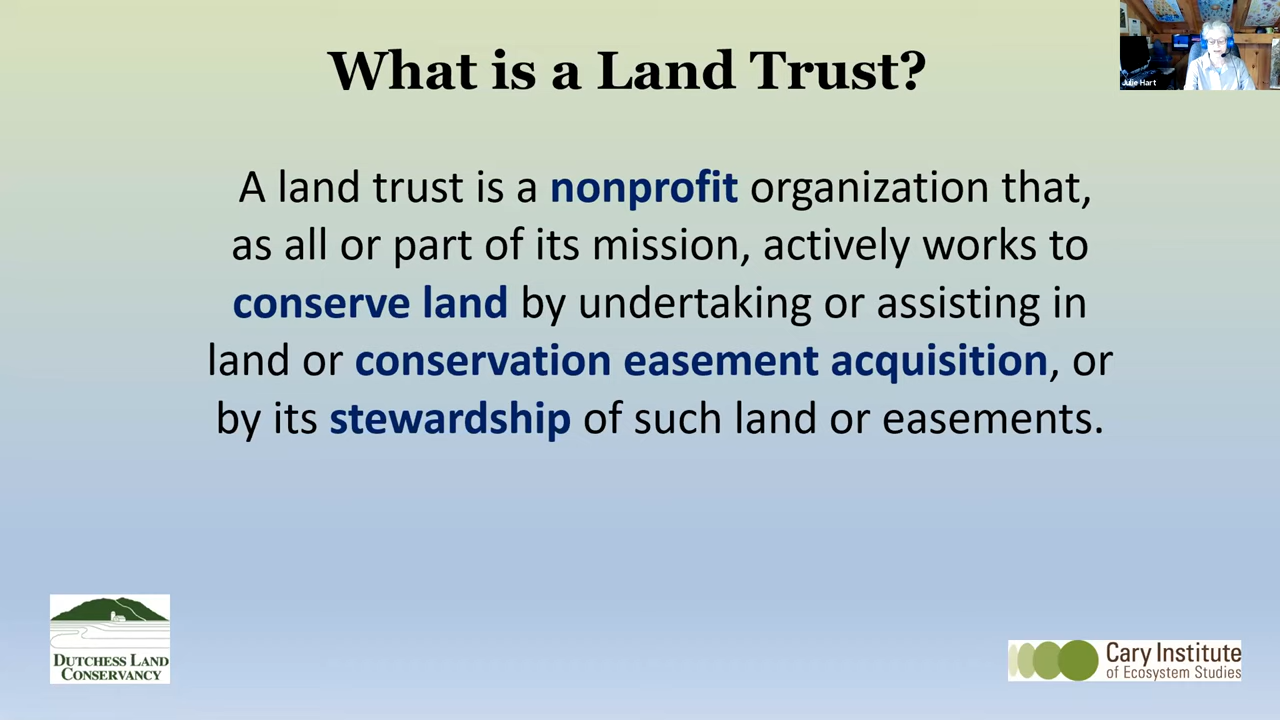 What is a Land Trust?
Julie Hart
A land trust is a nonprofit organization that,
as all or part of its mission, actively works to
conserve land by undertaking or assisting in
land or conservation easement acquisition, or
by its stewardship of such land or easements.
DUTCHESS LAND
CONSERVANCY
Cary Institute
of Ecosystem Studies